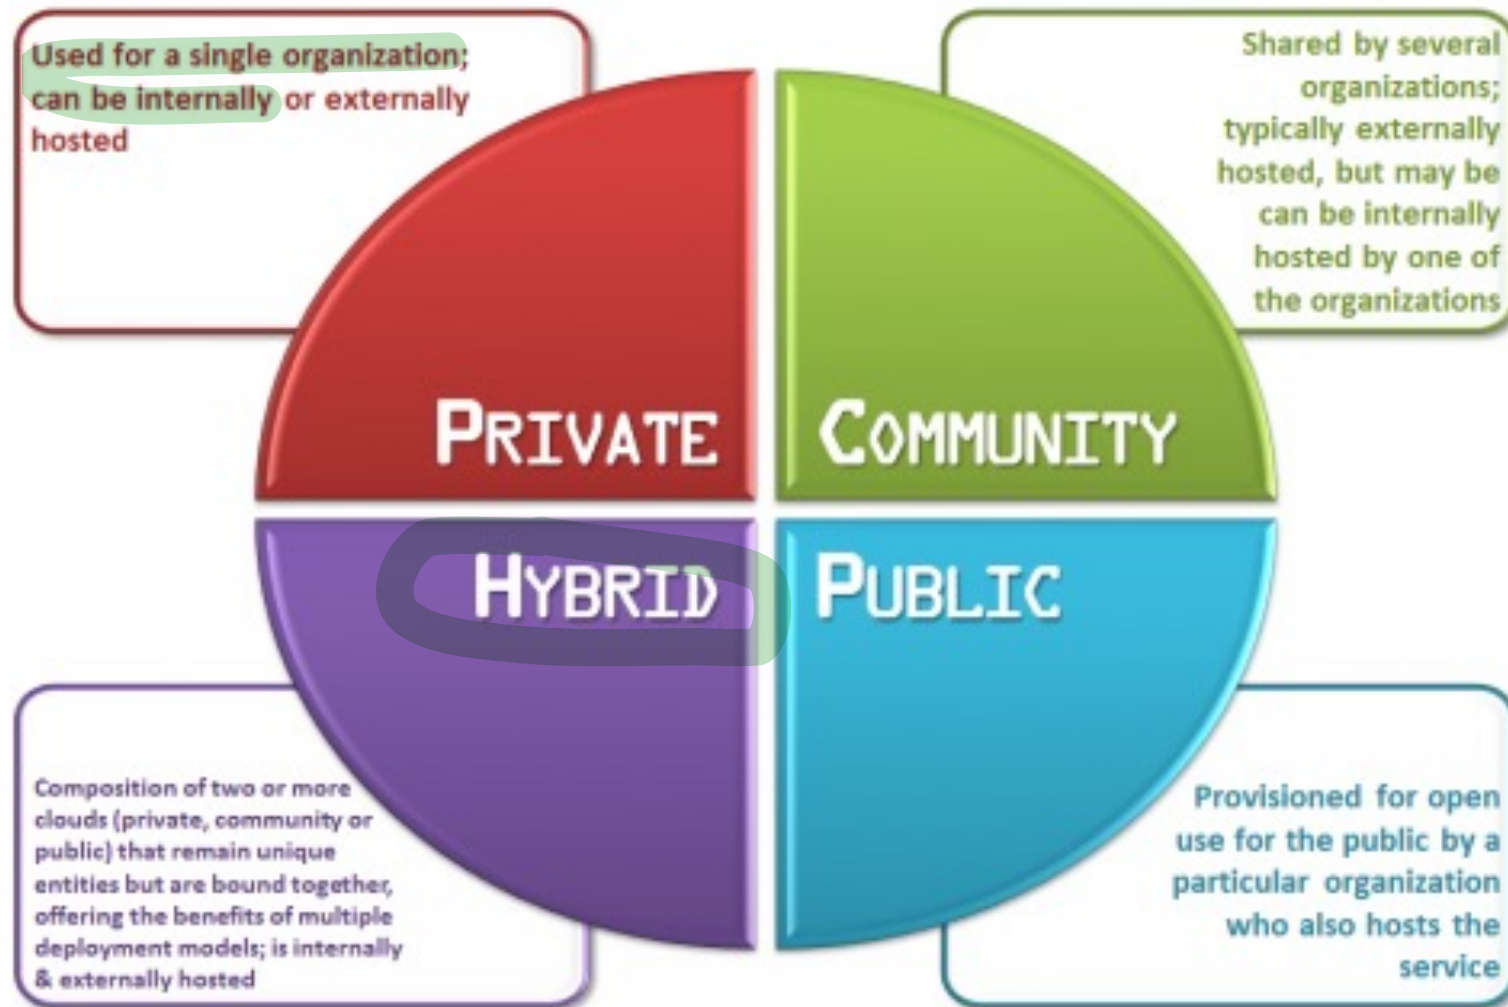 Used for a single organization;
can be internally or externally
hosted
Shared by several
organizations;
typically externally
hosted, but may be
can be internally
hosted by one of
the organizations
PRIVATE
COMMUNITY
HYBRID
PUBLIC
Composition of two or more
clouds (private, community or
public) that remain unique
entities but are bound together,
offering the benefits of multiple
deployment models; is internally
& externally hosted
Provisioned for open
use for the public by a
particular organization
who also hosts the
service